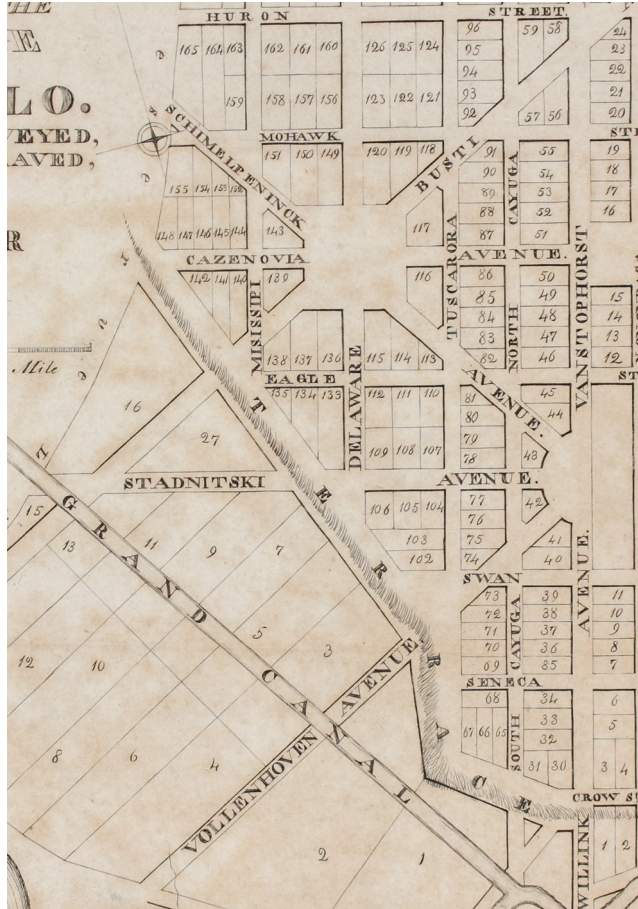 THE
E
LO.
VEYED,
RAVED,
R
Mile
HURON STREET.
165 164 163 162 161 160 126 125 124 96 59 58 24
95 23
94 22
159 158 157 156 123 122 121 93 21
92 57 56 20
SCHIMELPENINCK
MOHAWK
BUSTI AVENUE.
151 150 149 120 119 118 91 55 19
90 54 18
155 154 153 152 89 53 17
88 52 16
148 147 146 145 144 143 117 87 51
CAYUGA
TUSCARORA
VANSTOPHORST AVENUE.
CAZENOVIA AVENUE.
142 141 140 139 116 86 50
85 49 15
84 48 14
83 47 13
138 137 136 115 114 113 82 46 12
MISISSIPI
DELAWARE
NORTH
EAGLE
ST
135 134 133 112 111 110 81 45
80 44
79
109 108 107 78 43
STADNITSKI AVENUE.
16
27
106 105 104 77 42
76
103 75 41
102 74 40
TERRACE
GRAND CANAL
15
13 11 9 7
5 3
12 10
8 6 4
2 1
SWAN
73 39 11
72 38 10
71 37 9
70 36 8
69 85 7
SOUTH CAYUGA
SENECA
68 34 6
33 5
67 66 65 32
31 30 3 4
VOLLENHOVEN AVENUE
CROW S
WILLINK
1 2